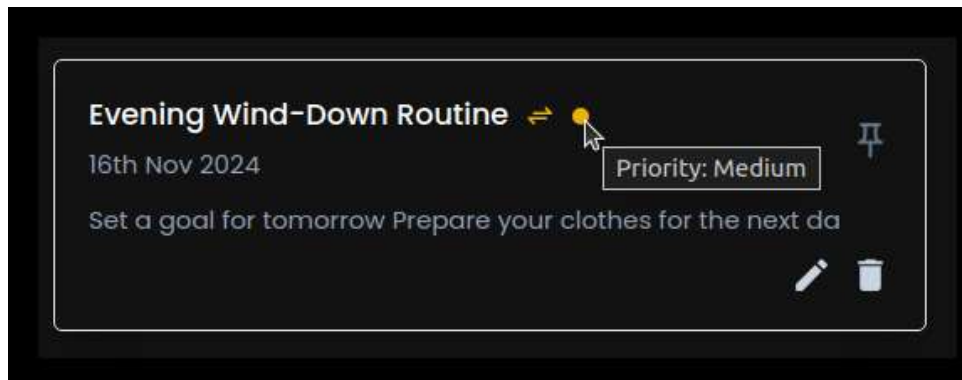 Evening Wind-Down Routine
16th Nov 2024
Priority: Medium
Set a goal for tomorrow Prepare your clothes for the next da